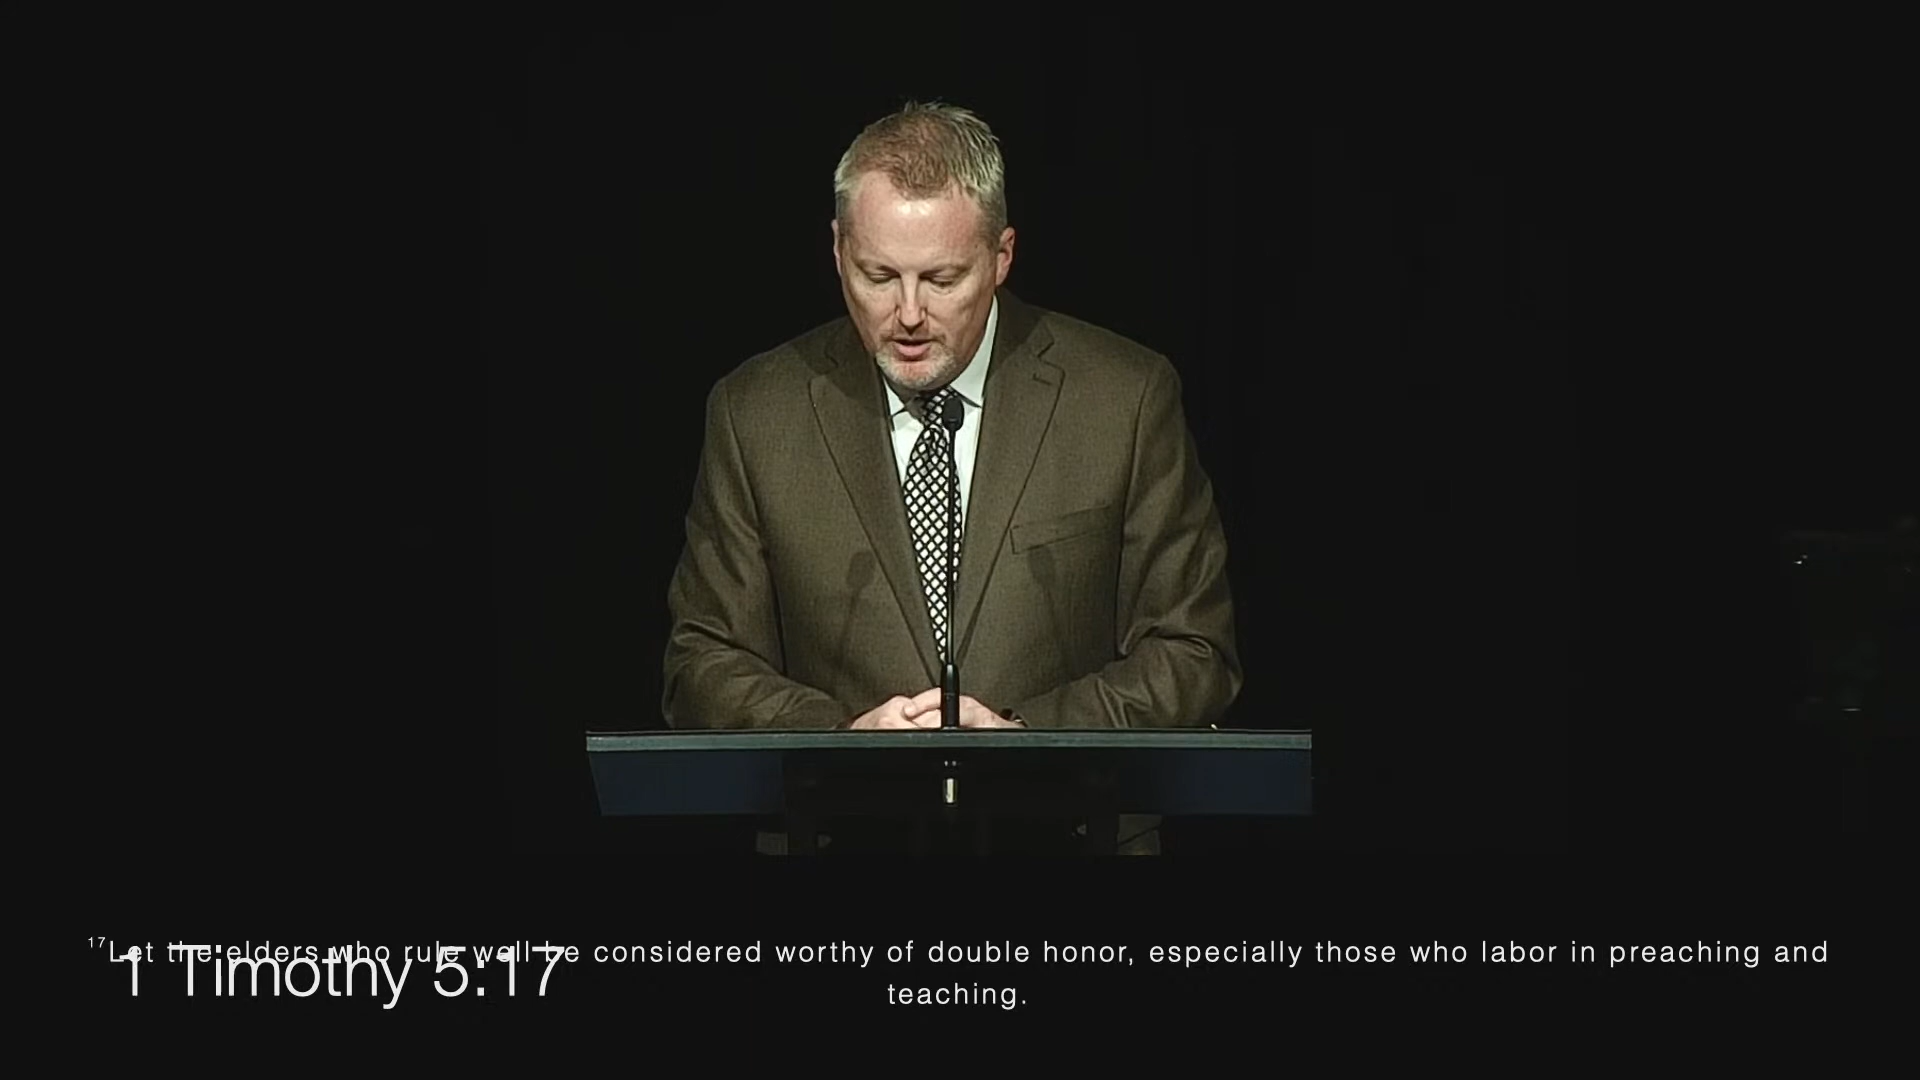 17Let the elders who rule well be considered worthy of double honor, especially those who labor in preaching and
teaching.
1 Timothy 5:17